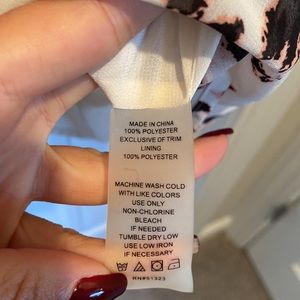 MADE IN CHINA
100% POLYESTER
EXCLUSIVE OF TRIM
LINING
100% POLYESTER
MACHINE WASH COLD
WITH LIKE COLORS
USE ONLY
NON-CHLORINE
BLEACH
IF NEEDED
TUMBLE DRY LOW
USE LOW IRON
IF NECESSARY
RN#51323